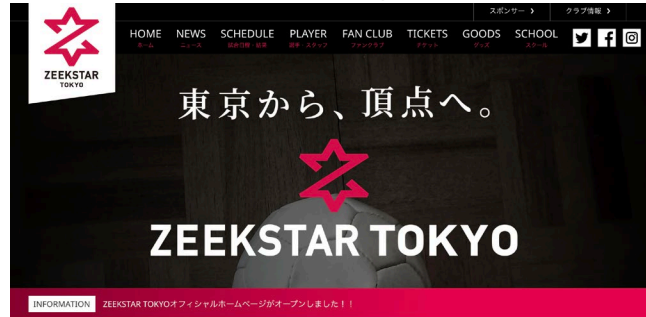 スポンサー ›
クラブ情報 ›
ZEEKSTAR
TOKYO
HOME NEWS SCHEDULE PLAYER FAN CLUB TICKETS GOODS SCHOOL
ホーム ニュース 試合日程・結果 選手・スタッフ ファンクラブ チケット グッズ スクール
東京から、頂点へ。
ZEEKSTAR TOKYO
INFORMATION ZEEKSTAR TOKYOオフィシャルホームページがオープンしました！！